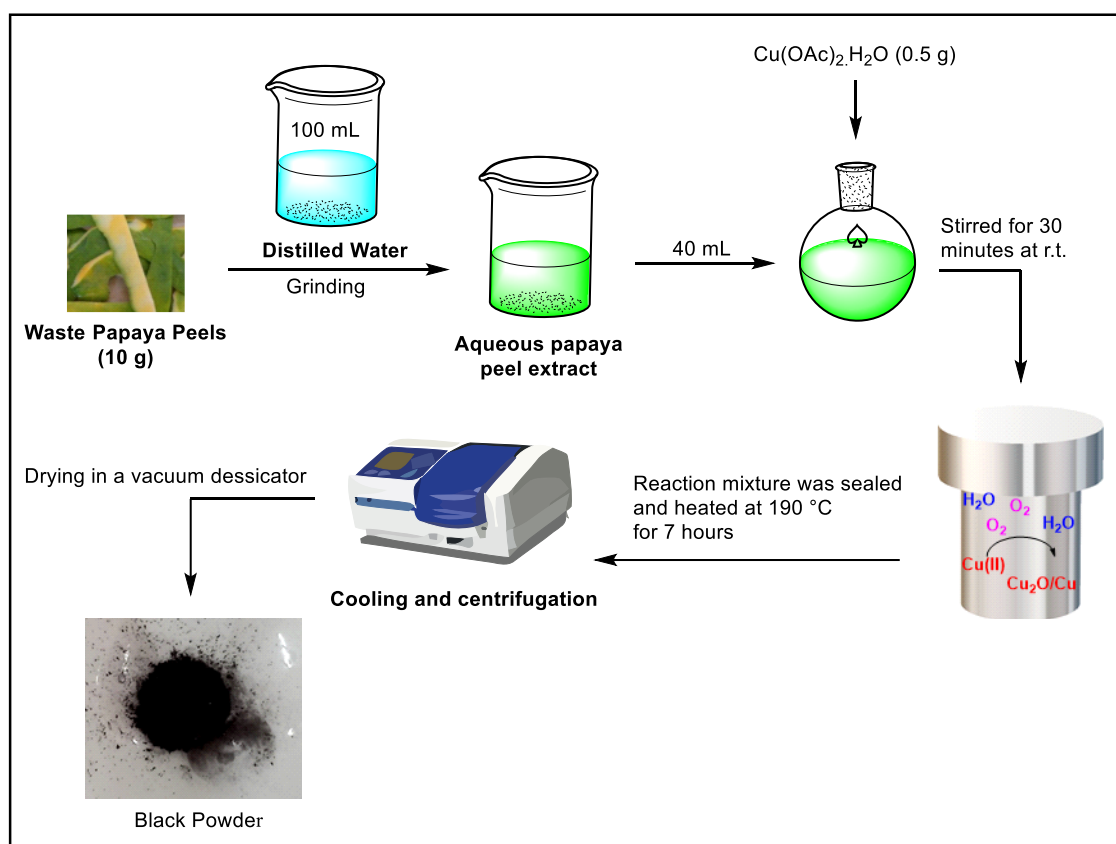 Cu(OAc)2.H2O (0.5 g)
100 mL
Distilled Water
Grinding
Waste Papaya Peels
(10 g)
Aqueous papaya
peel extract
40 mL
Stirred for 30
minutes at r.t.
H2O
O2
O2
H2O
Cu(II)
Cu2O/Cu
Reaction mixture was sealed
and heated at 190 °C
for 7 hours
Cooling and centrifugation
Drying in a vacuum dessicator
Black Powder